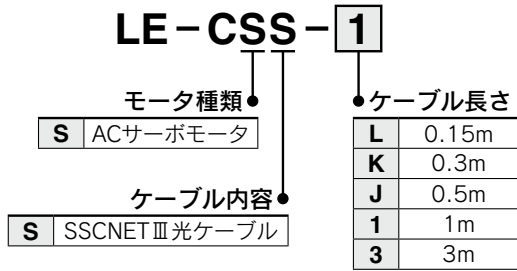 LE－CSS－1
モータ種類
S ACサーボモータ
ケーブル内容
S SSCNETⅢ光ケーブル
ケーブル長さ
L 0.15m
K 0.3m
J 0.5m
1 1m
3 3m